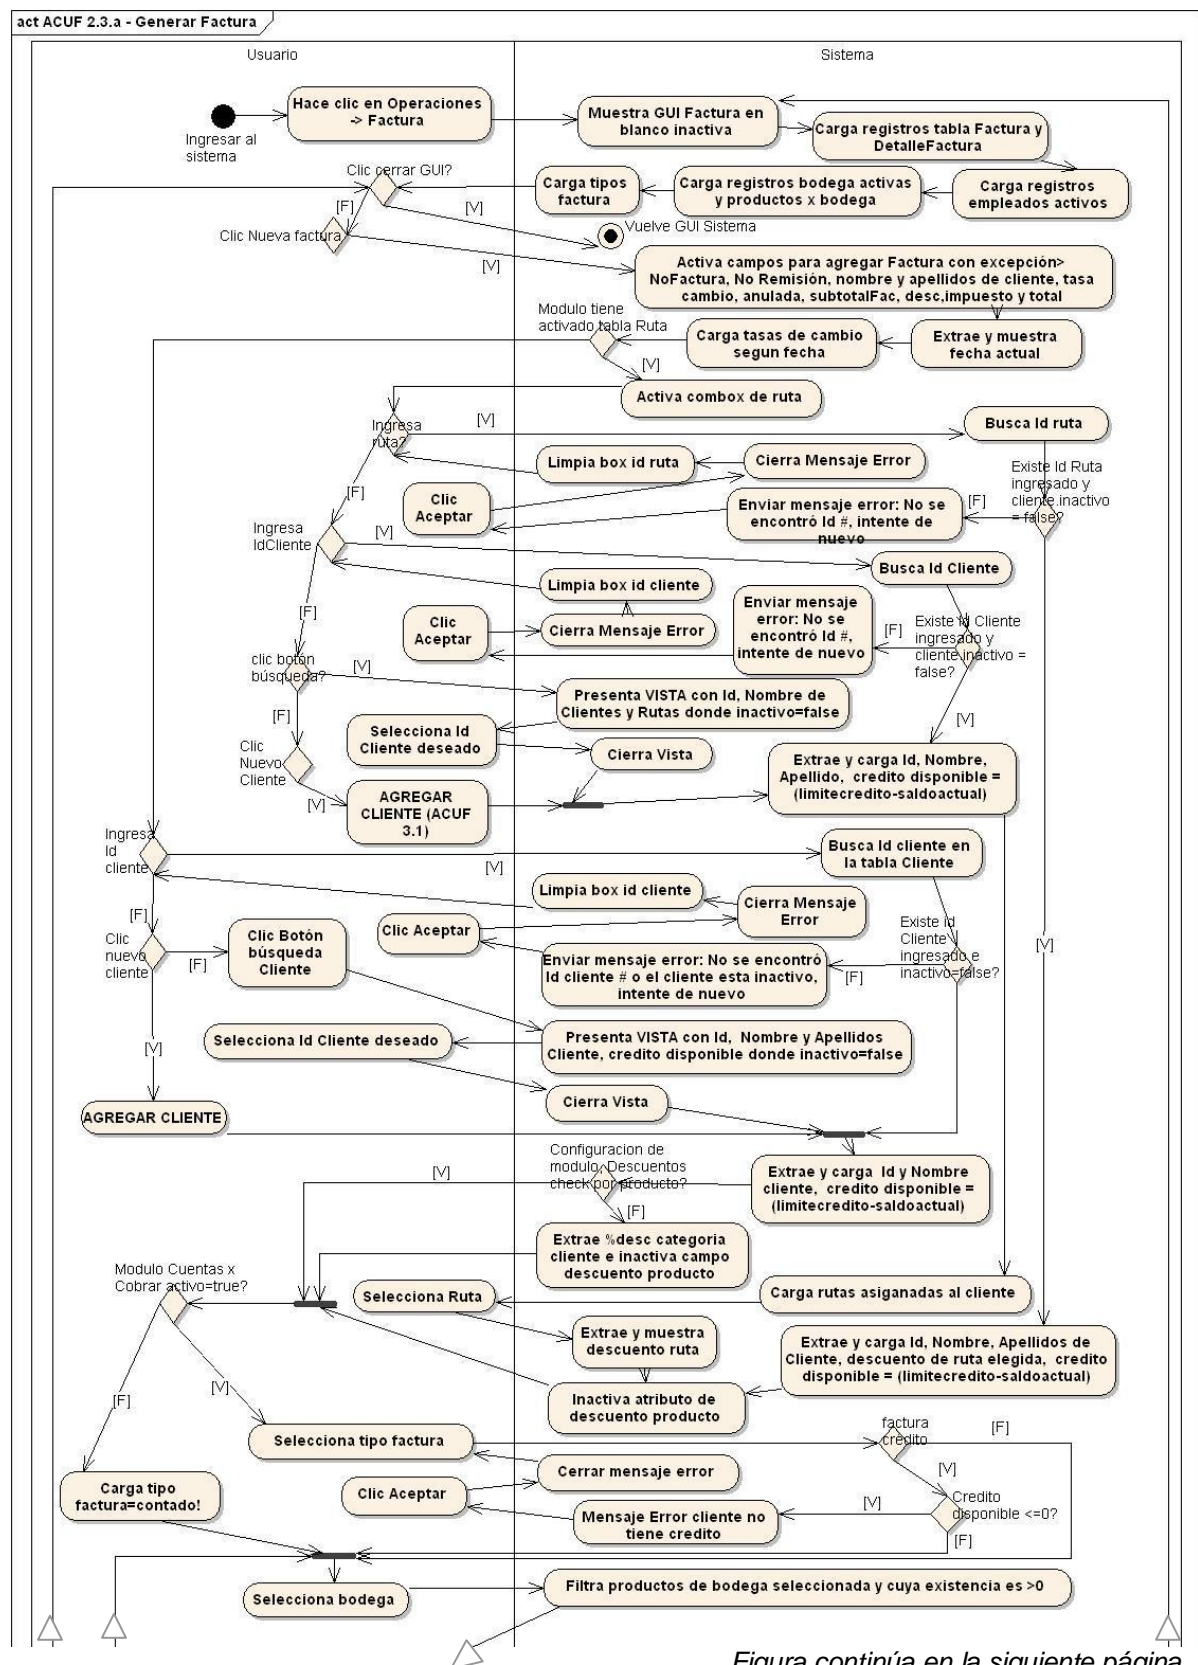 act ACUF 2.3.a - Generar Factura
Usuario
Sistema
Ingresar al
sistema
Hace clic en Operaciones
-> Factura
Muestra GUI Factura en
blanco inactiva
Carga registros tabla Factura y
DetalleFactura
Clic cerrar GUI?
Carga tipos
factura
Carga registros bodega activas
y productos x bodega
Carga registros
empleados activos
[F]
[V]
Clic Nueva factura
Vuelve GUI Sistema
[V]
Activa campos para agregar Factura con excepción>
NoFactura, No Remisión, nombre y apellidos de cliente, tasa
cambio, anulada, subtotalFac, desc,impuesto y total
Modulo tiene
activado tabla Ruta
Carga tasas de cambio
segun fecha
Extrae y muestra
fecha actual
[V]
Activa combox de ruta
Ingresa
ruta?
[V]
Busca Id ruta
Limpia box id ruta
Cierra Mensaje Error
Existe Id Ruta
ingresado y
cliente.inactivo
= false?
[F]
Clic
Aceptar
Enviar mensaje error: No se
encontró Id #, intente de
nuevo
[F]
Ingresa
IdCliente
[V]
Busca Id Cliente
Limpia box id cliente
[F]
Clic
Aceptar
Cierra Mensaje Error
Enviar mensaje
error: No se
encontró Id #,
intente de nuevo
[F]
Existe Id Cliente
ingresado y
cliente.inactivo =
false?
clic botón
búsqueda?
[V]
Presenta VISTA con Id, Nombre de
Clientes y Rutas donde inactivo=false
[V]
[F]
Selecciona Id
Cliente deseado
Clic
Nuevo
Cliente
Cierra Vista
Extrae y carga Id, Nombre,
Apellido, credito disponible =
(limitecredito-saldoactual)
[V]
AGREGAR
CLIENTE (ACUF
3.1)
Ingresa
Id
cliente
[V]
Busca Id cliente en
la tabla Cliente
Limpia box id cliente
Cierra Mensaje
Error
[F]
Clic
nuevo
cliente
[F]
Clic Botón
búsqueda
Cliente
Clic Aceptar
Existe id
Cliente
ingresado e
inactivo=false?
[V]
Enviar mensaje error: No se encontró
Id cliente # o el cliente esta inactivo,
intente de nuevo
[F]
Selecciona Id Cliente deseado
Presenta VISTA con Id, Nombre y Apellidos
Cliente, credito disponible donde inactivo=false
[V]
Cierra Vista
AGREGAR CLIENTE
Configuracion de
modulo, Descuentos
check por producto?
[V]
Extrae y carga Id y Nombre
cliente, credito disponible =
(limitecredito-saldoactual)
[F]
Extrae %desc categoria
cliente e inactiva campo
descuento producto
Modulo Cuentas x
Cobrar activo=true?
Selecciona Ruta
Carga rutas asiganadas al cliente
Extrae y muestra
descuento ruta
Extrae y carga Id, Nombre, Apellidos de
Cliente, descuento de ruta elegida, credito
disponible = (limitecredito-saldoactual)
[F]
[V]
Inactiva atributo de
descuento producto
Selecciona tipo factura
factura
credito
[F]
Cerrar mensaje error
[V]
Carga tipo
factura=contado!
Clic Aceptar
Mensaje Error cliente no
tiene credito
[V]
Credito
disponible <=0?
[F]
Selecciona bodega
Filtra productos de bodega seleccionada y cuya existencia es >0
Figura continúa en la siguiente página